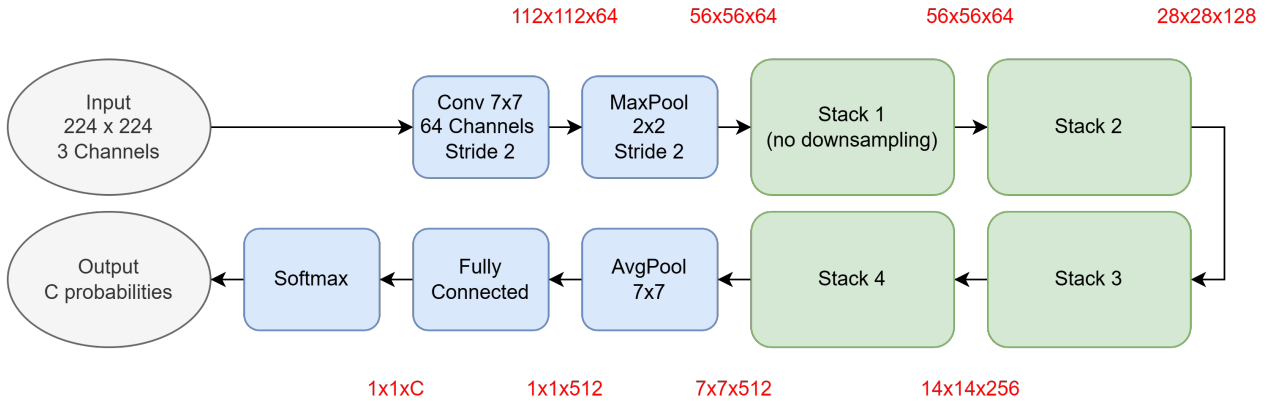 112x112x64
56x56x64
56x56x64
28x28x128
Input
224 x 224
3 Channels
Conv 7x7
64 Channels
Stride 2
MaxPool
2x2
Stride 2
Stack 1
(no downsampling)
Stack 2
Output
C probabilities
Softmax
Fully
Connected
AvgPool
7x7
Stack 4
Stack 3
1x1xC
1x1x512
7x7x512
14x14x256